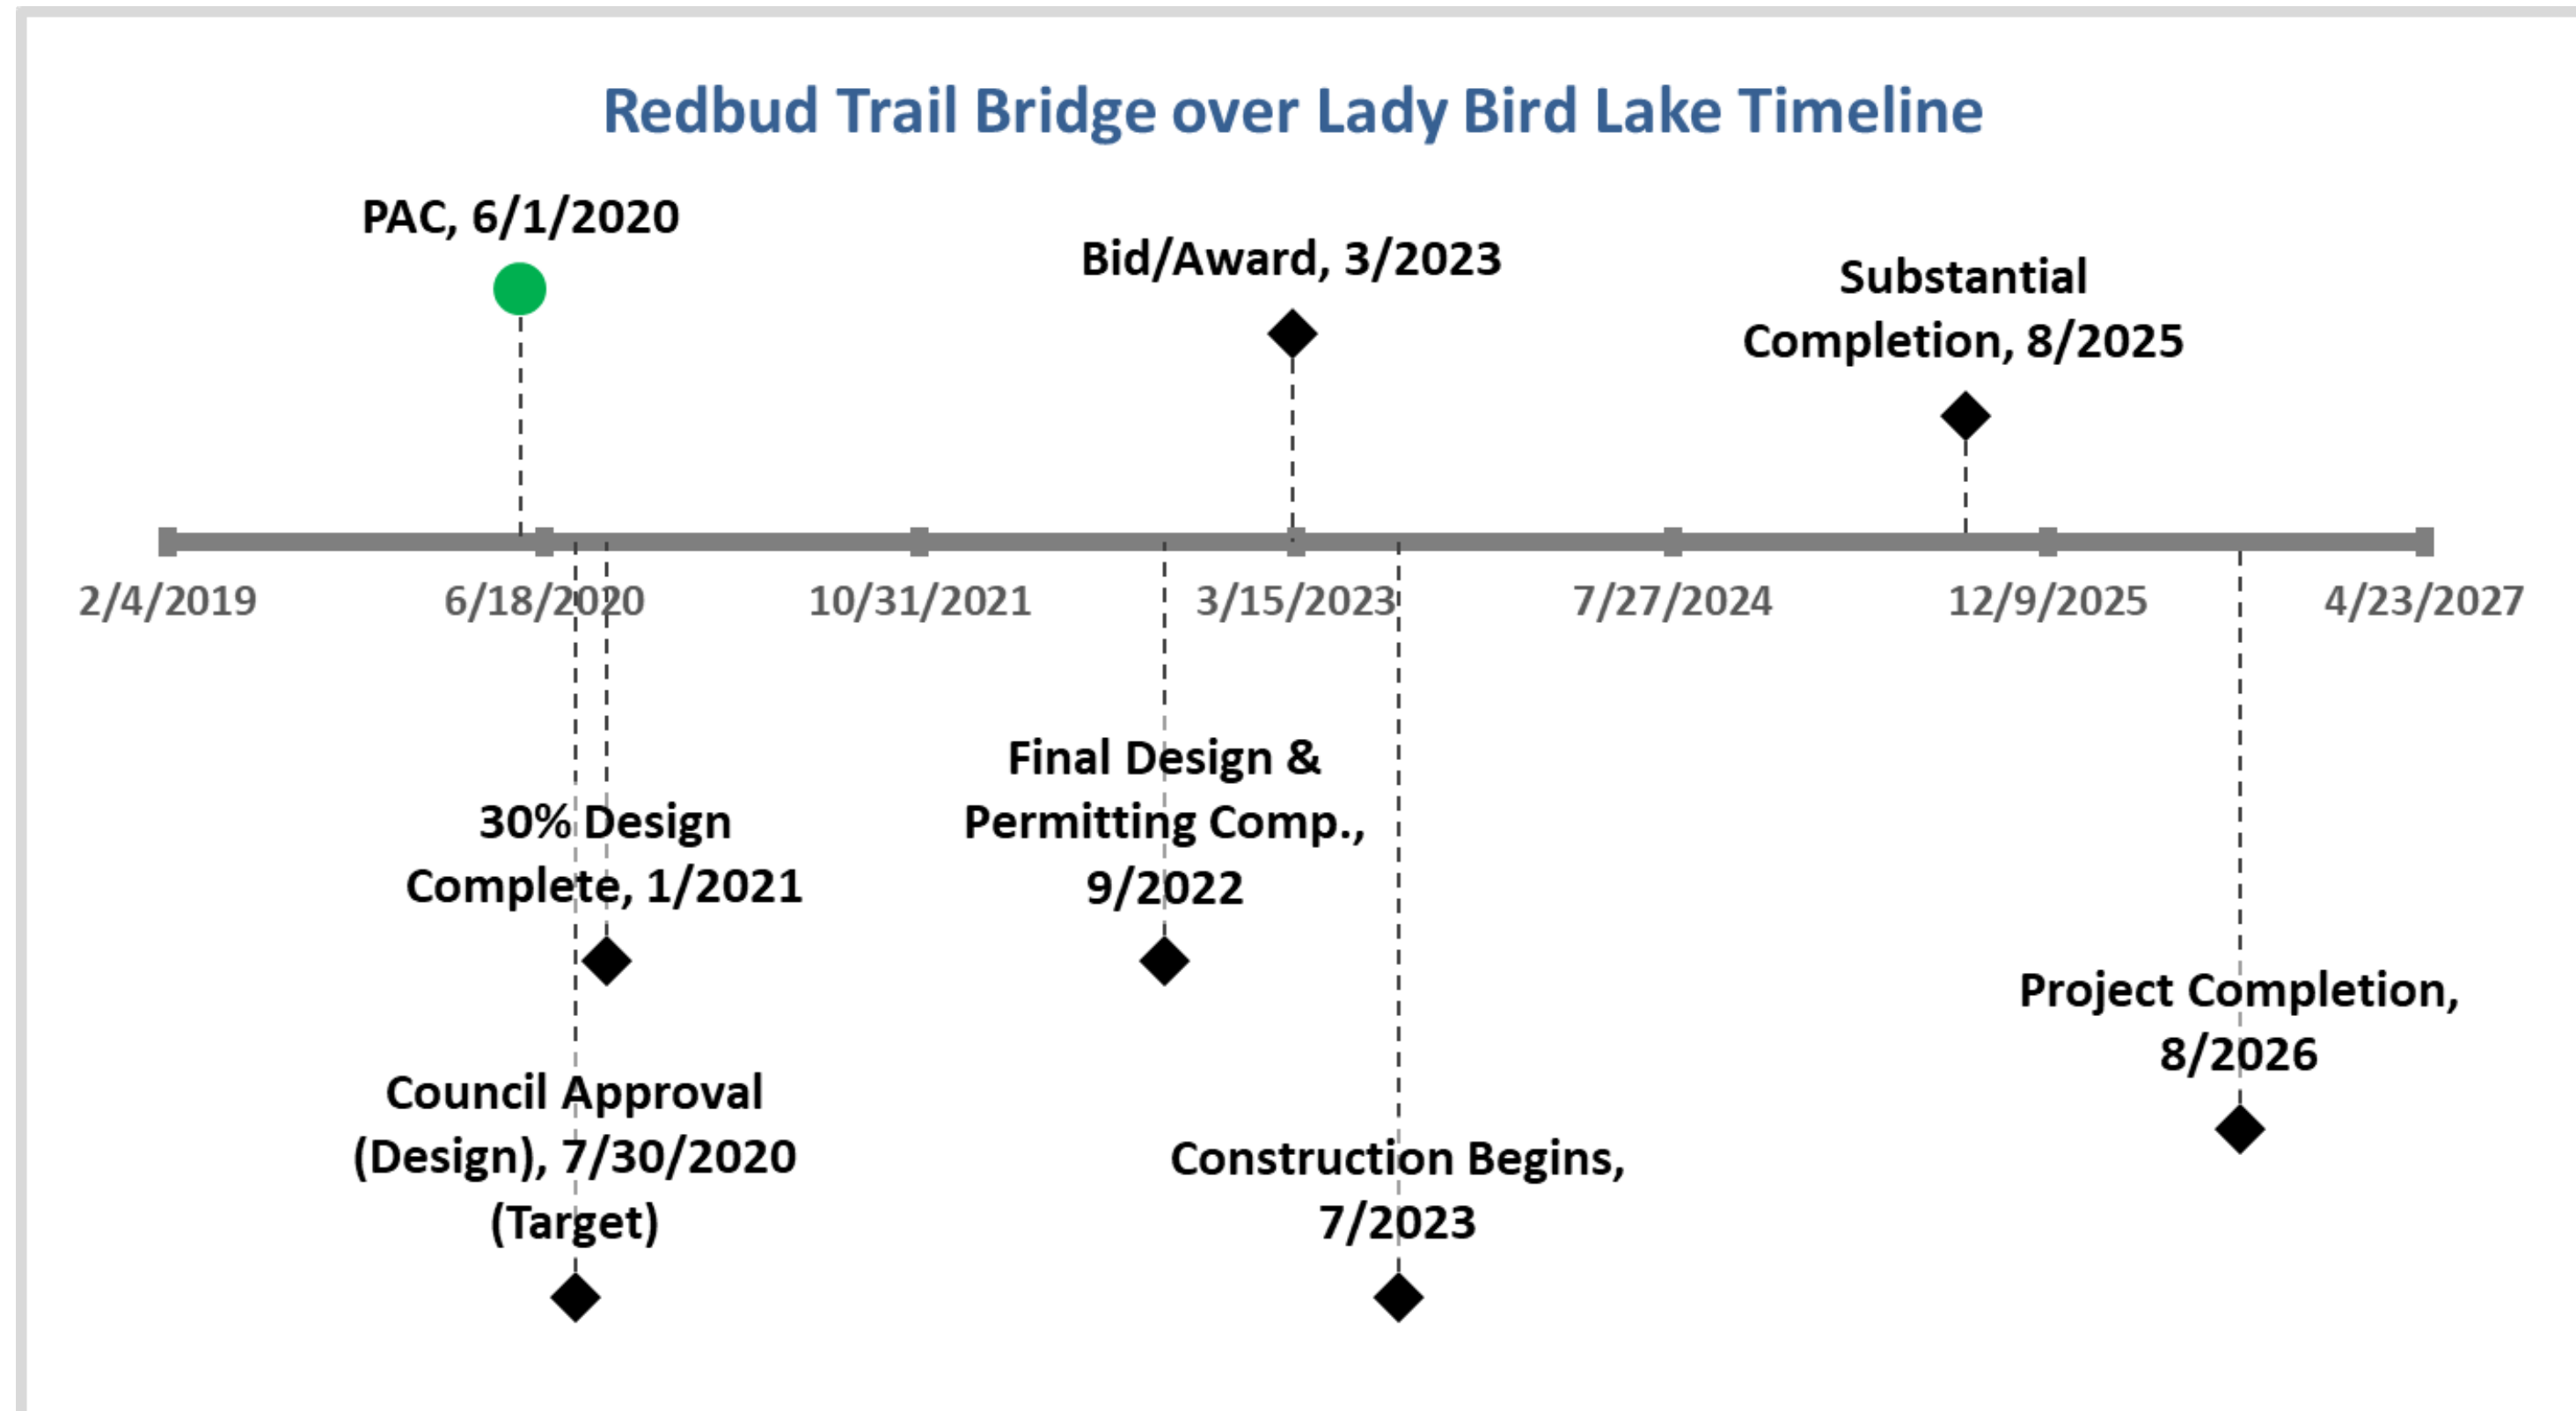 Redbud Trail Bridge over Lady Bird Lake Timeline
PAC, 6/1/2020
Bid/Award, 3/2023
Substantial
Completion, 8/2025
2/4/2019
6/18/2020
10/31/2021
3/15/2023
7/27/2024
12/9/2025
4/23/2027
30% Design
Complete, 1/2021
Final Design &
Permitting Comp.,
9/2022
Project Completion,
8/2026
Council Approval
(Design), 7/30/2020
(Target)
Construction Begins,
7/2023